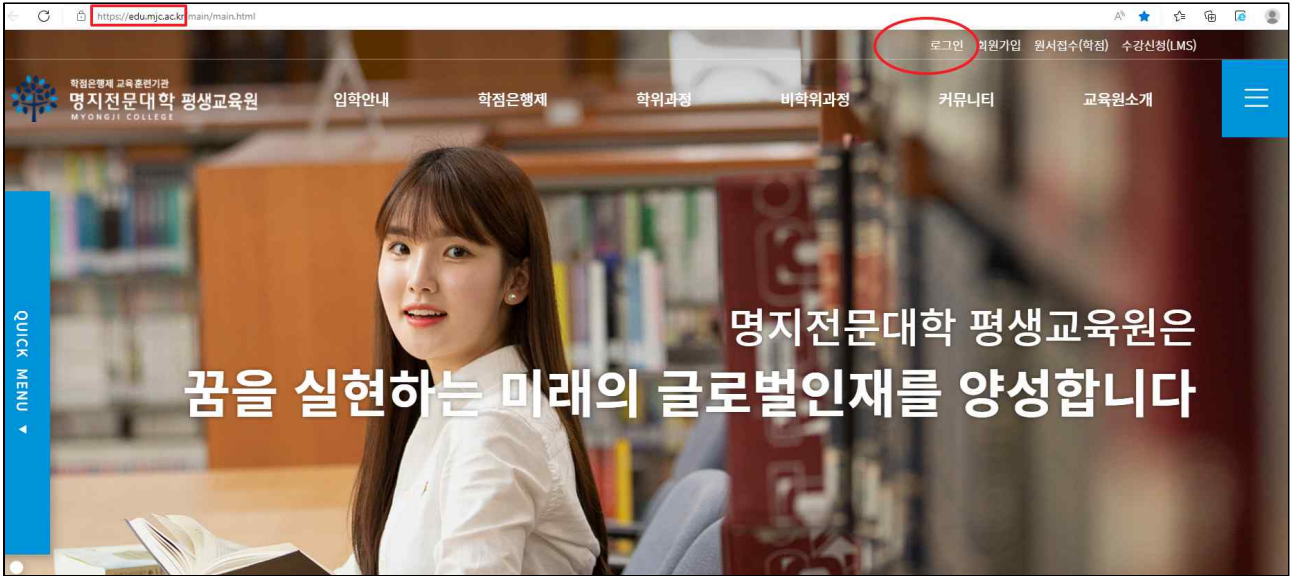 https://edu.mjc.ac.kr/main/main.html
로그인 회원가입 원서접수(학점) 수강신청(LMS)
학점은행제 교육훈련기관
명지전문대학 평생교육원
MYONGJI COLLEGE
입학안내 학점은행제 학위과정 비학위과정 커뮤니티 교육원소개
QUICK MENU
명지전문대학 평생교육원은
꿈을 실현하는 미래의 글로벌인재를 양성합니다